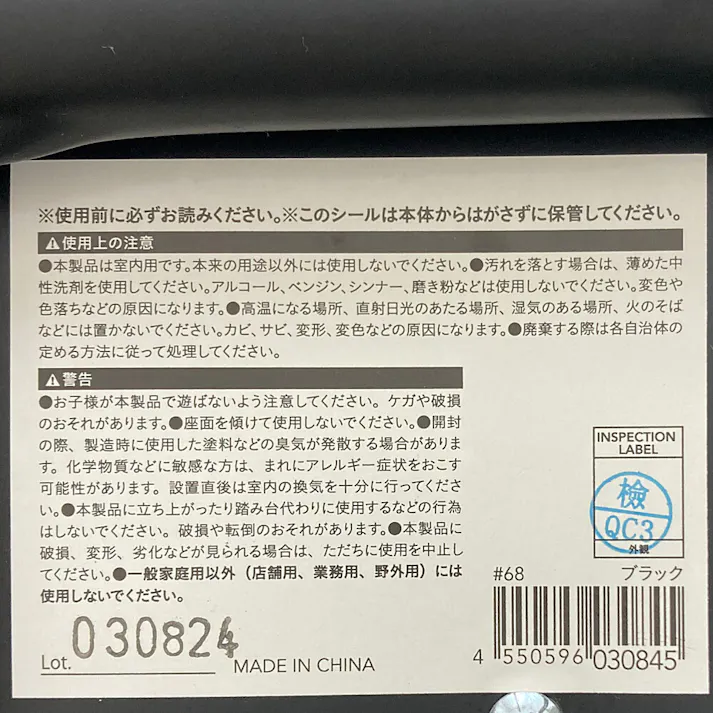 ※使用前に必ずお読みください。※このシールは本体からはがさずに保管してください。
⚠使用上の注意
●本製品は室内用です。本来の用途以外には使用しないでください。●汚れを落とす場合は、薄めた中
性洗剤を使用してください。アルコール、ベンジン、シンナー、磨き粉などは使用しないでください。変色や
色落ちなどの原因になります。●高温になる場所、直射日光のあたる場所、湿気のある場所、火のそば
などには置かないでください。カビ、サビ、変形、変色などの原因になります。●廃棄する際は各自治体の
定める方法に従って処理してください。
⚠警告
●お子様が本製品で遊ばないよう注意してください。ケガや破損
のおそれがあります。●座面を傾けて使用しないでください。●開封
の際、製造時に使用した塗料などの臭気が発散する場合がありま
す。化学物質などに敏感な方は、まれにアレルギー症状をおこす
可能性があります。設置直後は室内の換気を十分に行ってくださ
い。●本製品に立ち上がったり踏み台代わりに使用するなどの行為
はしないでください。破損や転倒のおそれがあります。●本製品に
破損、変形、劣化などが見られる場合は、ただちに使用を中止し
てください。●一般家庭用以外（店舗用、業務用、野外用）には
使用しないでください。
INSPECTION
LABEL
檢
QC3
外観
#68 ブラック
4 550596 030845
Lot. 030824 MADE IN CHINA